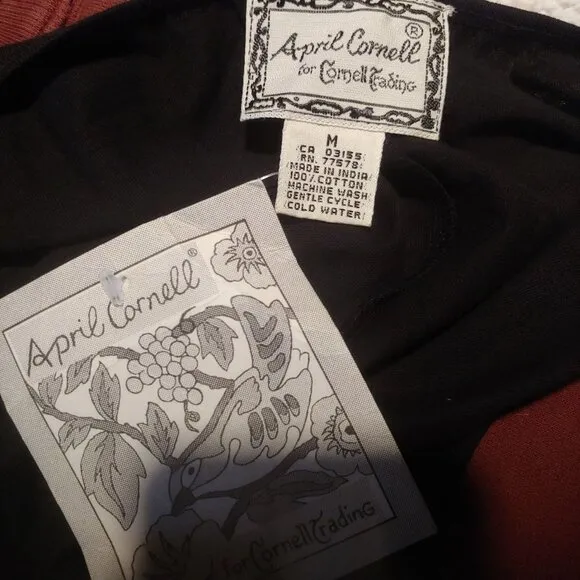 April Cornell ®
for Cornell Trading
M
CA 03155
RN. 77578
MADE IN INDIA
100% COTTON
MACHINE WASH
GENTLE CYCLE
COLD WATER
April Cornell ®
for Cornell Trading